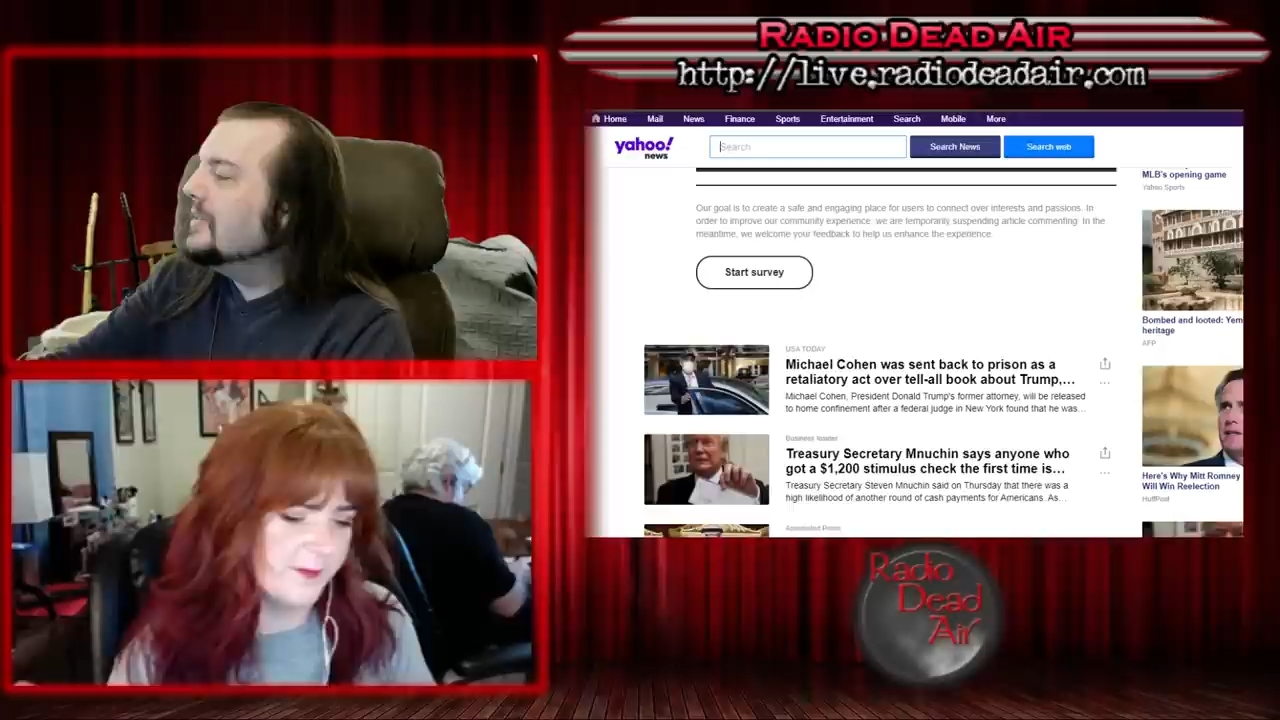 RADIO DEAD AIR
http://live.radiodeadair.com
Home Mail News Finance Sports Entertainment Search Mobile More
yahoo!
news
Search
Search News
Search web
MLB's opening game
Yahoo Sports
Our goal is to create a safe and engaging place for users to connect over interests and passions. In
order to improve our community experience, we are temporarily suspending article commenting. In the
meantime, we welcome your feedback to help us enhance the experience.
Start survey
Bombed and looted: Yem
heritage
AFP
USA TODAY
Michael Cohen was sent back to prison as a
retaliatory act over tell-all book about Trump,...
Michael Cohen, President Donald Trump's former attorney, will be released
to home confinement after a federal judge in New York found that he was...
Business Insider
Treasury Secretary Mnuchin says anyone who
got a $1,200 stimulus check the first time is...
Treasury Secretary Steven Mnuchin said on Thursday that there was a
high likelihood of another round of cash payments for Americans. As...
Here's Why Mitt Romney
Will Win Reelection
HuffPost
Associated Press
Radio
Dead
Air